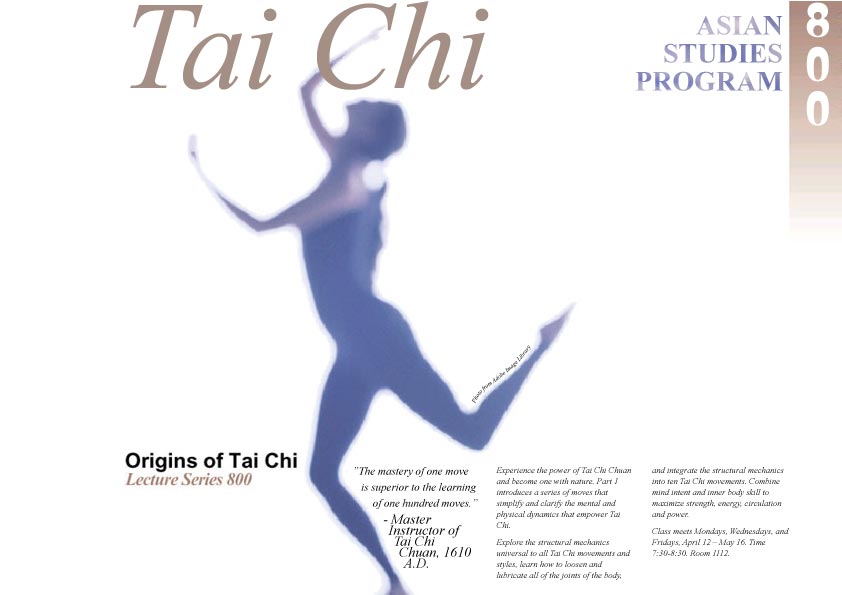 Tai Chi
ASIAN
STUDIES
PROGRAM
800
Photo from Adobe Image Library
Origins of Tai Chi
Lecture Series 800
"The mastery of one move
is superior to the learning
of one hundred moves."
- Master
Instructor of
Tai Chi
Chuan, 1610
A.D.
Experience the power of Tai Chi Chuan
and become one with nature. Part 1
introduces a series of moves that
simplify and clarify the mental and
physical dynamics that empower Tai
Chi.
Explore the structural mechanics
universal to all Tai Chi movements and
styles, learn how to loosen and
lubricate all of the joints of the body,
and integrate the structural mechanics
into ten Tai Chi movements. Combine
mind intent and inner body skill to
maximize strength, energy, circulation
and power.
Class meets Mondays, Wednesdays, and
Fridays, April 12 – May 16. Time
7:30-8:30. Room 1112.